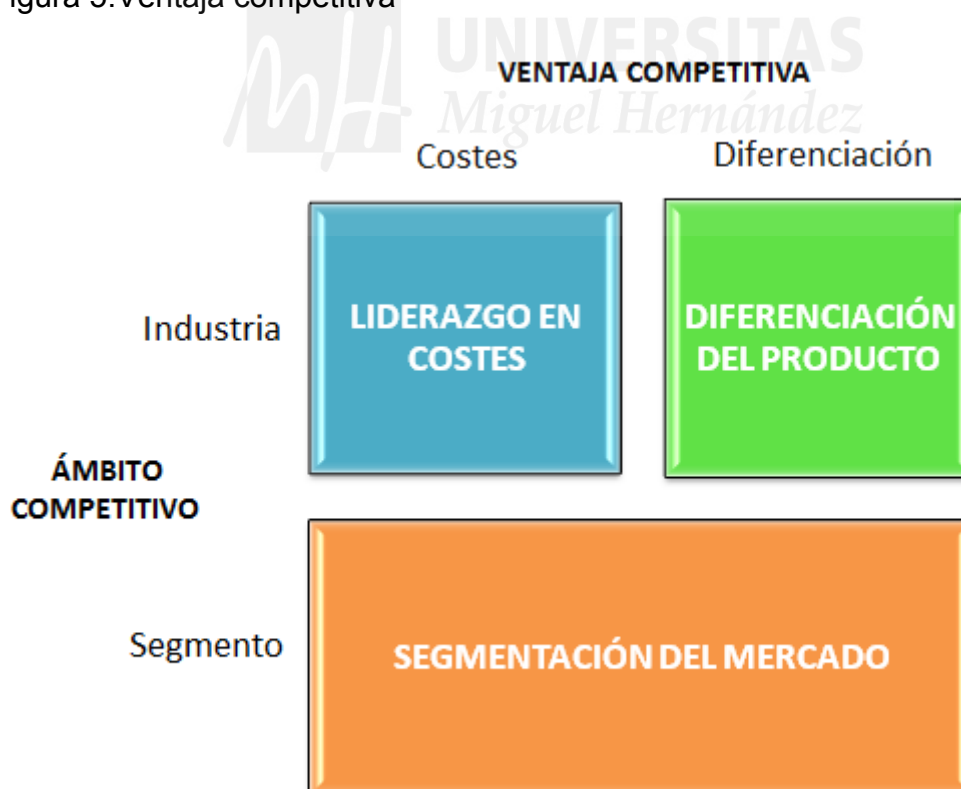 igura 5.Ventaja competitiva
UNIVERSITAS
Miguel Hernández
VENTAJA COMPETITIVA
Costes
Diferenciación
Industria
LIDERAZGO EN
COSTES
DIFERENCIACIÓN
DEL PRODUCTO
ÁMBITO
COMPETITIVO
Segmento
SEGMENTACIÓN DEL MERCADO